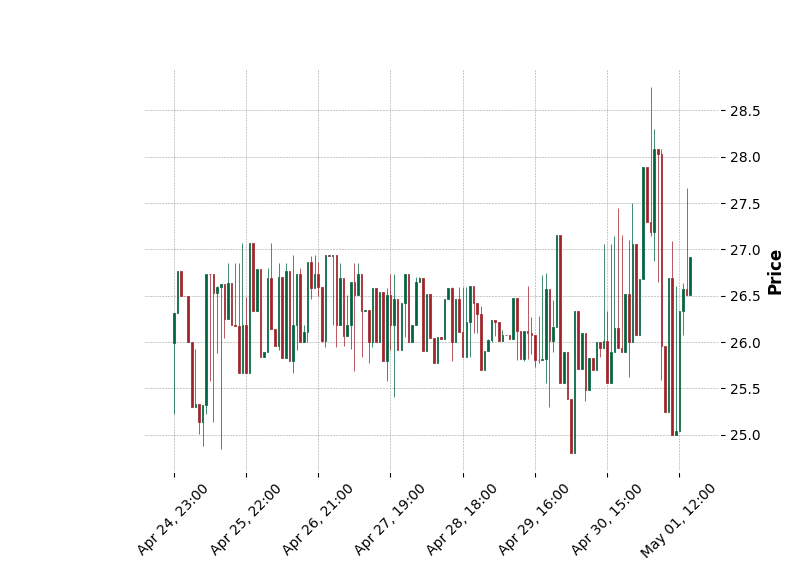 28.5
28.0
27.5
27.0
26.5
26.0
25.5
25.0
Price
Apr 24, 23:00
Apr 25, 22:00
Apr 26, 21:00
Apr 27, 19:00
Apr 28, 18:00
Apr 29, 16:00
Apr 30, 15:00
May 01, 12:00